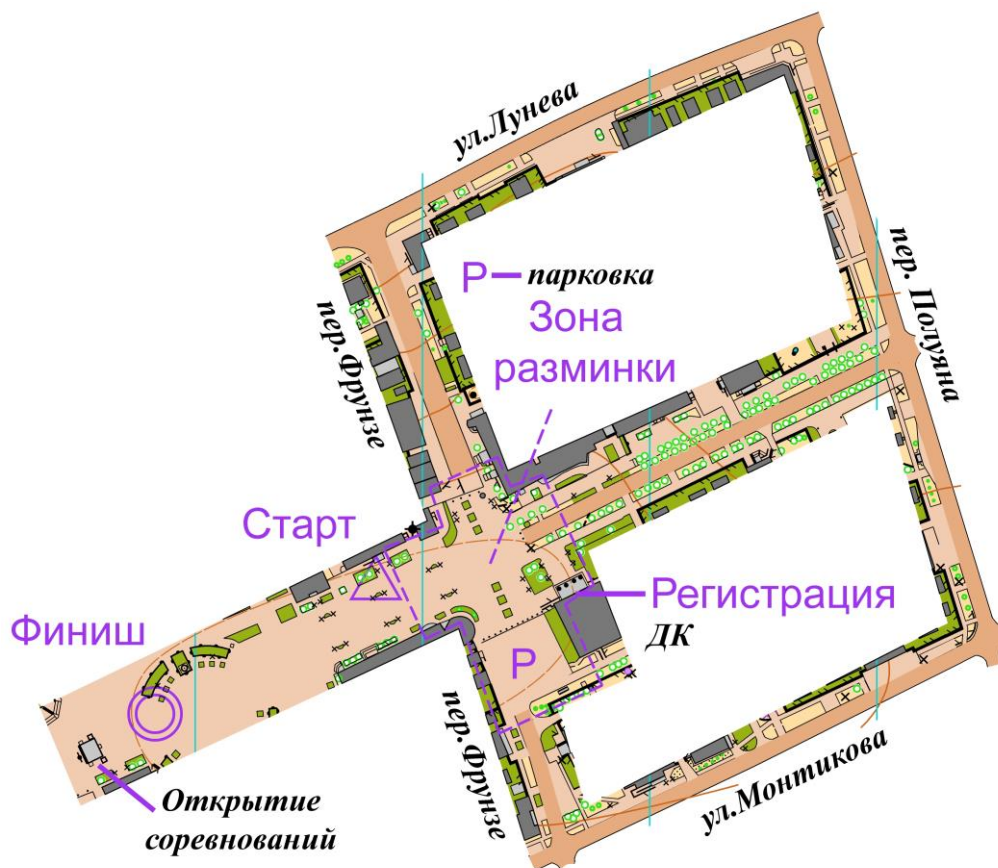 ул.Лунева
пер. Полуяна
Р
парковка
Зона
разминки
пер.Фрунзе
Старт
Финиш
Регистрация
ДК
Р
пер.Фрунзе
ул.Монтикова
Открытие
соревнований